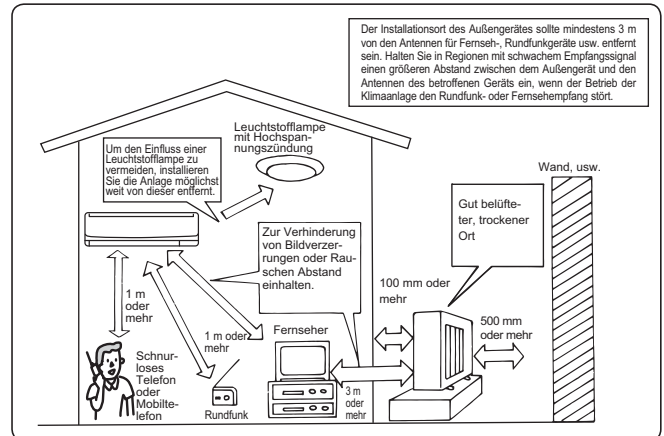 Der Installationsort des Außengerätes sollte mindestens 3 m
von den Antennen für Fernseh-, Rundfunkgeräte usw. entfernt
sein. Halten Sie in Regionen mit schwachem Empfangssignal
einen größeren Abstand zwischen dem Außengerät und den
Antennen des betroffenen Geräts ein, wenn der Betrieb der
Klimaanlage den Rundfunk- oder Fernsehempfang stört.
Leuchtstofflampe
mit Hochspan-
nungszündung
Um den Einfluss einer
Leuchtstofflampe zu
vermeiden, installieren
Sie die Anlage möglichst
weit von dieser entfernt.
Wand, usw.
Gut belüfte-
ter, trockener
Ort
Zur Verhinderung
von Bildverzer-
rungen oder Rau-
schen Abstand
einhalten.
100 mm oder
mehr
1 m
oder
mehr
1 m oder
mehr
Fernseher
500 mm
oder mehr
Schnur-
loses
Telefon
oder
Mobilte-
lefon
Rundfunk
3 m
oder
mehr